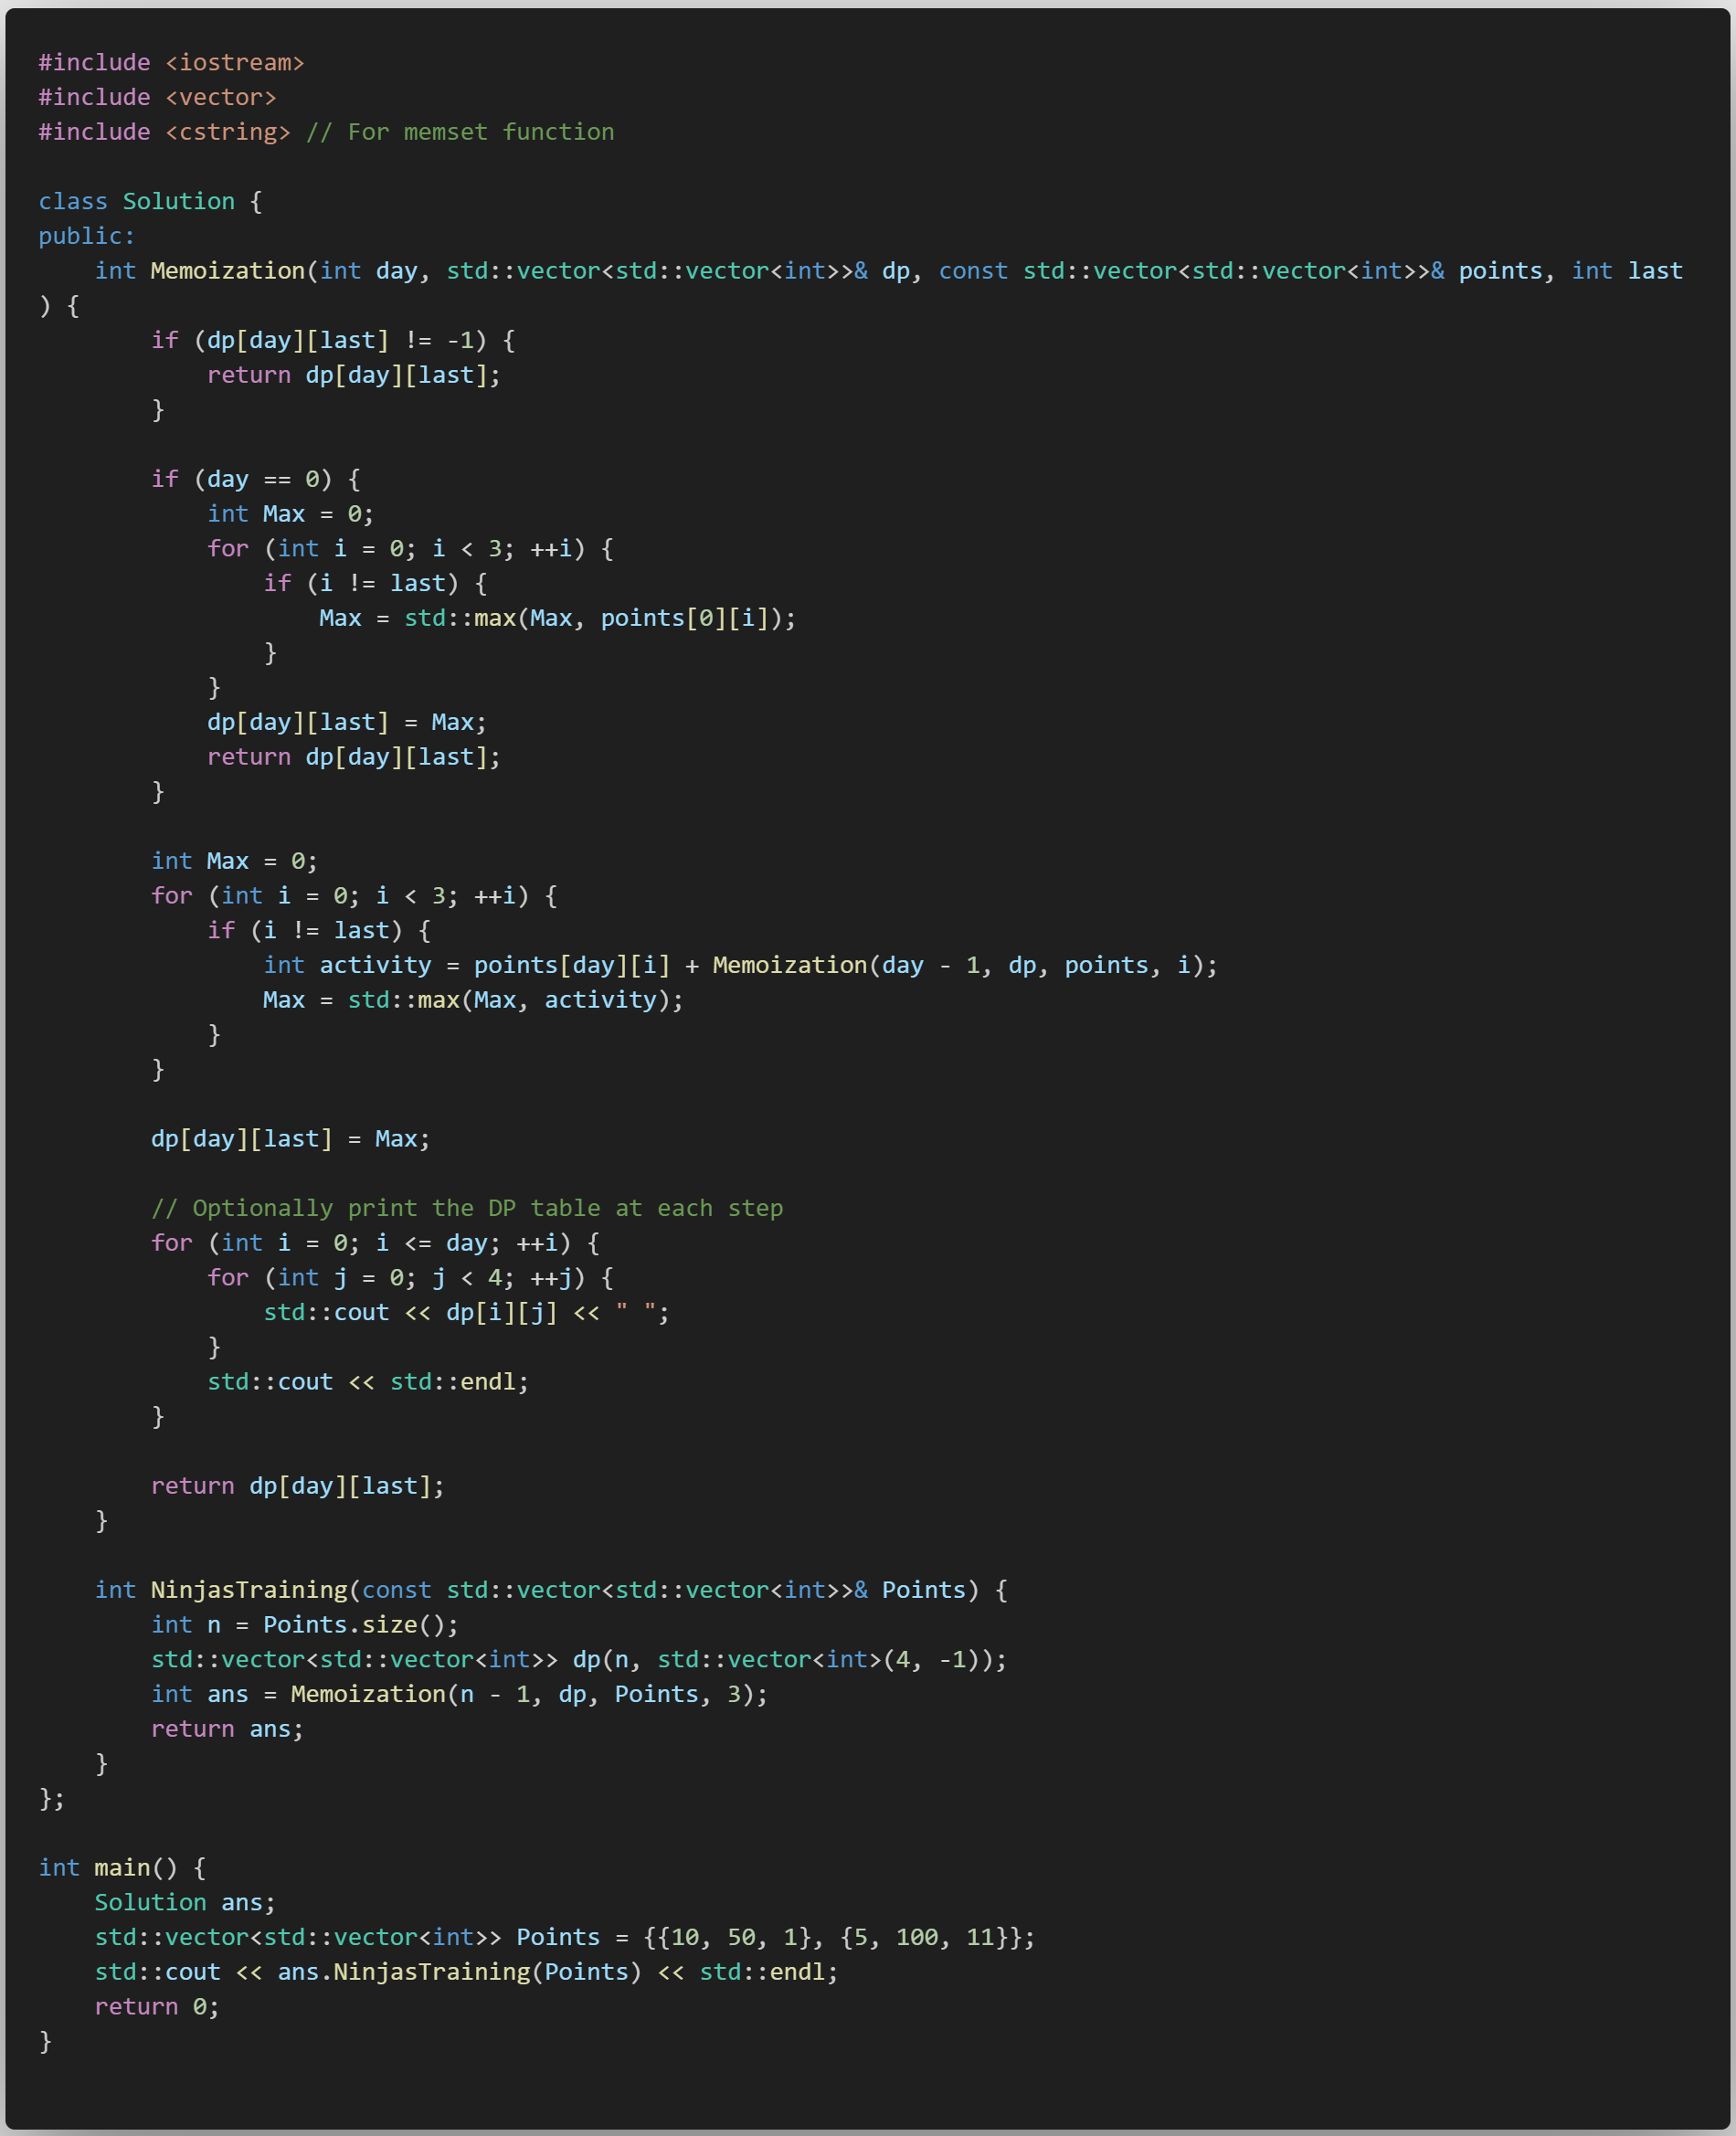 #include <iostream>
#include <vector>
#include <cstring> // For memset function

class Solution {
public:
    int Memoization(int day, std::vector<std::vector<int>>& dp, const std::vector<std::vector<int>>& points, int last
) {
        if (dp[day][last] != -1) {
            return dp[day][last];
        }

        if (day == 0) {
            int Max = 0;
            for (int i = 0; i < 3; ++i) {
                if (i != last) {
                    Max = std::max(Max, points[0][i]);
                }
            }
            dp[day][last] = Max;
            return dp[day][last];
        }

        int Max = 0;
        for (int i = 0; i < 3; ++i) {
            if (i != last) {
                int activity = points[day][i] + Memoization(day - 1, dp, points, i);
                Max = std::max(Max, activity);
            }
        }

        dp[day][last] = Max;

        // Optionally print the DP table at each step
        for (int i = 0; i <= day; ++i) {
            for (int j = 0; j < 4; ++j) {
                std::cout << dp[i][j] << " ";
            }
            std::cout << std::endl;
        }

        return dp[day][last];
    }

    int NinjasTraining(const std::vector<std::vector<int>>& Points) {
        int n = Points.size();
        std::vector<std::vector<int>> dp(n, std::vector<int>(4, -1));
        int ans = Memoization(n - 1, dp, Points, 3);
        return ans;
    }
};

int main() {
    Solution ans;
    std::vector<std::vector<int>> Points = {{10, 50, 1}, {5, 100, 11}};
    std::cout << ans.NinjasTraining(Points) << std::endl;
    return 0;
}